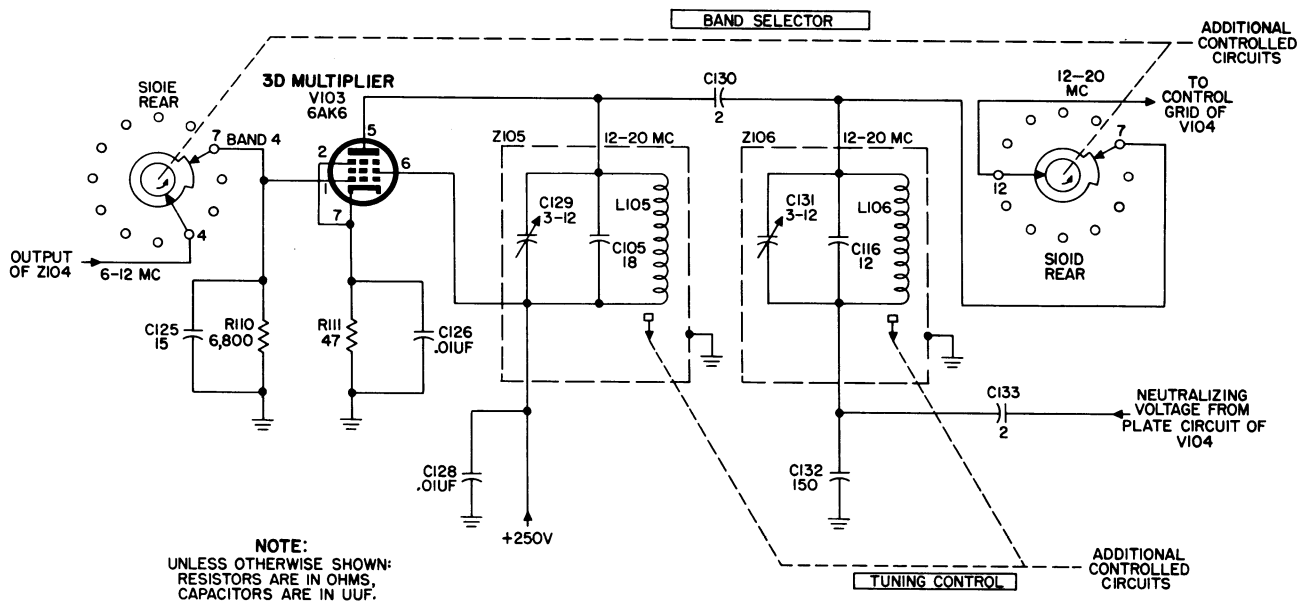 BAND SELECTOR
ADDITIONAL
CONTROLLED
CIRCUITS
SIOIE
REAR
3D MULTIPLIER
V103
6AK6
C130
2
12-20
MC
TO
CONTROL
GRID OF
V104
7
BAND 4
5
2
1
6
7
Z105
12-20 MC
Z106
12-20 MC
7
12
4
C129
3-12
L105
C105
18
C131
3-12
L106
C116
12
SIOID
REAR
OUTPUT
OF Z104
6-12 MC
C125
15
R110
6,800
R111
47
C126
.01UF
C133
2
NEUTRALIZING
VOLTAGE FROM
PLATE CIRCUIT OF
V104
C128
.01UF
C132
150
+250V
NOTE:
UNLESS OTHERWISE SHOWN:
RESISTORS ARE IN OHMS,
CAPACITORS ARE IN UUF.
TUNING CONTROL
ADDITIONAL
CONTROLLED
CIRCUITS